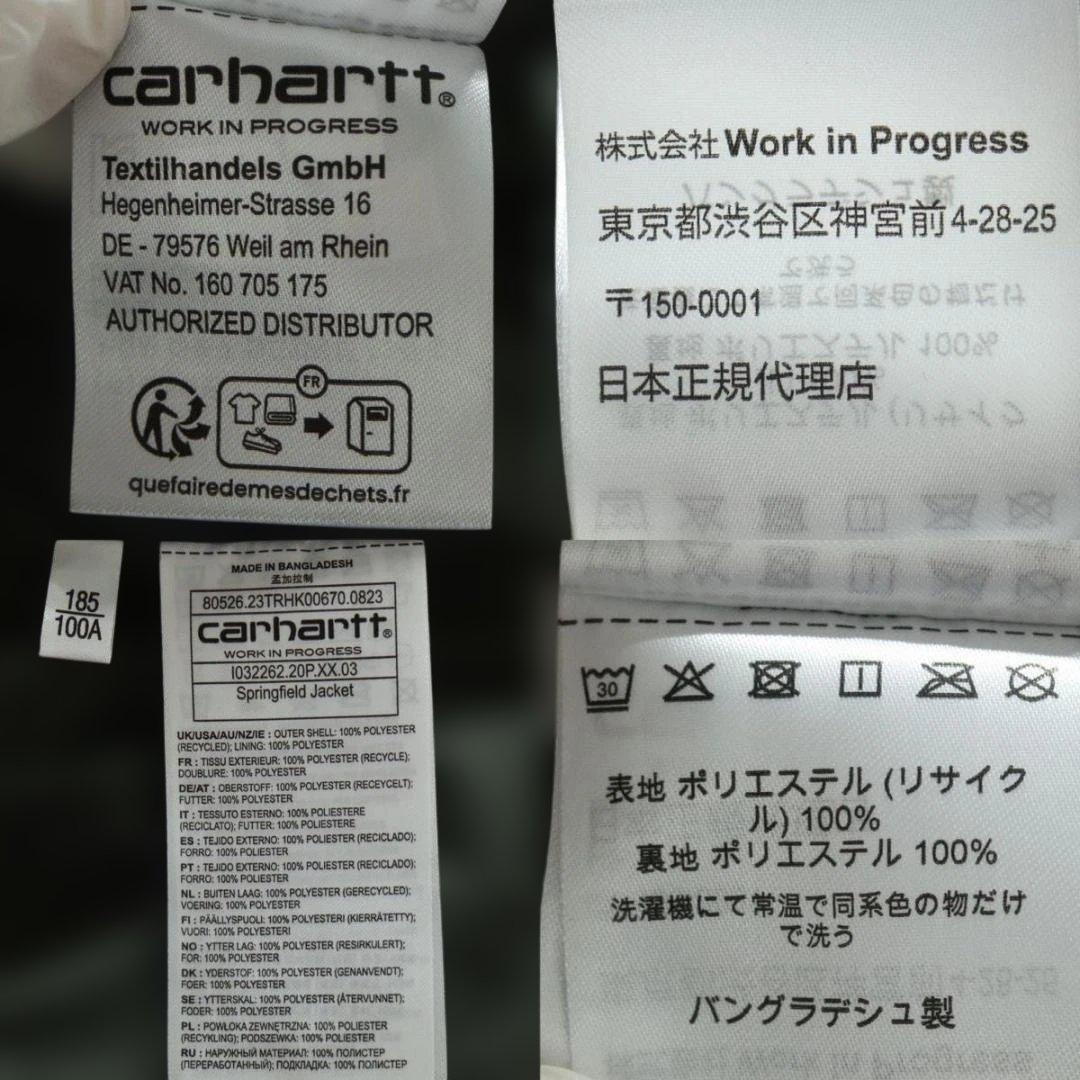 carhartt®
WORK IN PROGRESS
Textilhandels GmbH
Hegenheimer-Strasse 16
DE - 79576 Weil am Rhein
VAT No. 160 705 175
AUTHORIZED DISTRIBUTOR
FR
quefairedemesdechets.fr
株式会社 Work in Progress
東京都渋谷区神宮前4-28-25
〒150-0001
日本正規代理店
185
100A
MADE IN BANGLADESH
孟加拉制
80526.23TRHK00670.0823
carhartt®
WORK IN PROGRESS
I032262.20P.XX.03
Springfield Jacket
UK/USA/AU/NZ/IE : OUTER SHELL: 100% POLYESTER
(RECYCLED); LINING: 100% POLYESTER
FR : TISSU EXTERIEUR: 100% POLYESTER (RECYCLE);
DOUBLURE: 100% POLYESTER
DE/AT : OBERSTOFF: 100% POLYESTER (RECEYCELT);
FUTTER: 100% POLYESTER
IT : TESSUTO ESTERNO: 100% POLIESTERE
(RECICLATO); FUTTER: 100% POLIESTERE
ES : TEJIDO EXTERNO: 100% POLIESTER (RECICLADO);
FORRO: 100% POLIESTER
PT : TEJIDO EXTERNO: 100% POLIESTER (RECICLADO);
FORRO: 100% POLIESTER
NL : BUITEN LAAG: 100% POLYESTER (GERECYCLED);
VOERING: 100% POLYESTER
FI : PÄÄLLYSPUOLI: 100% POLYESTERI (KIERRÄTETTY);
VUORI: 100% POLYESTERI
NO : YTTER LAG: 100% POLYESTER (RESIRKULERT);
FOR: 100% POLYESTER
DK : YDERSTOF: 100% POLYESTER (GENANVENDT);
FOER: 100% POLYESTER
SE : YTTERSKAL: 100% POLYESTER (ÅTERVUNNET);
FODER: 100% POLYESTER
PL : POWŁOKA ZEWNĘTRZNA: 100% POLIESTER
(RECYKLING); PODSZEWKA: 100% POLIESTER
RU : НАРУЖНЫЙ МАТЕРИАЛ: 100% ПОЛИСТЕР
(ПЕРЕРАБОТАННЫЙ); ПОДКЛАДКА: 100% ПОЛИСТЕР
30
表地 ポリエステル (リサイク
ル) 100%
裏地 ポリエステル 100%
洗濯機にて常温で同系色の物だけ
で洗う
バングラデシュ製